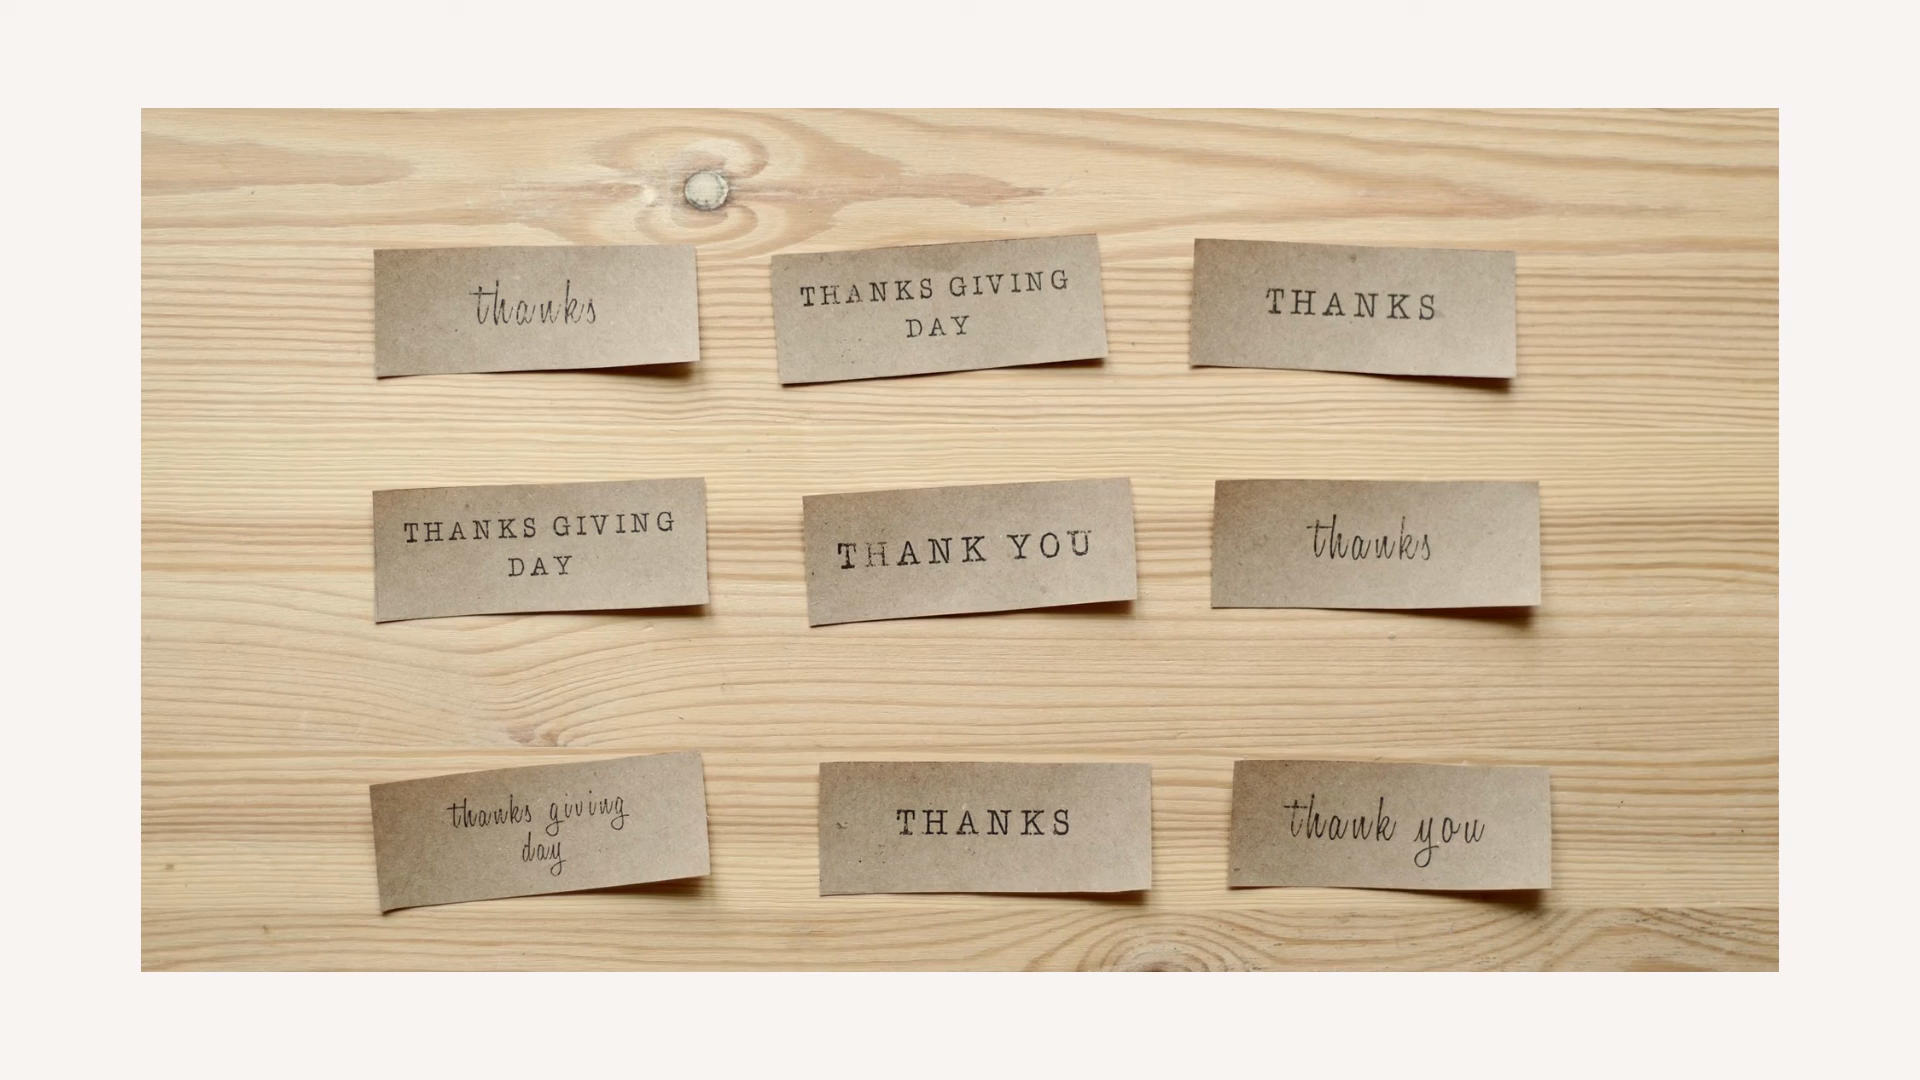 thanks
THANKS GIVING
DAY
THANKS
THANKS GIVING
DAY
THANK YOU
thanks
thanks giving
day
THANKS
thank you